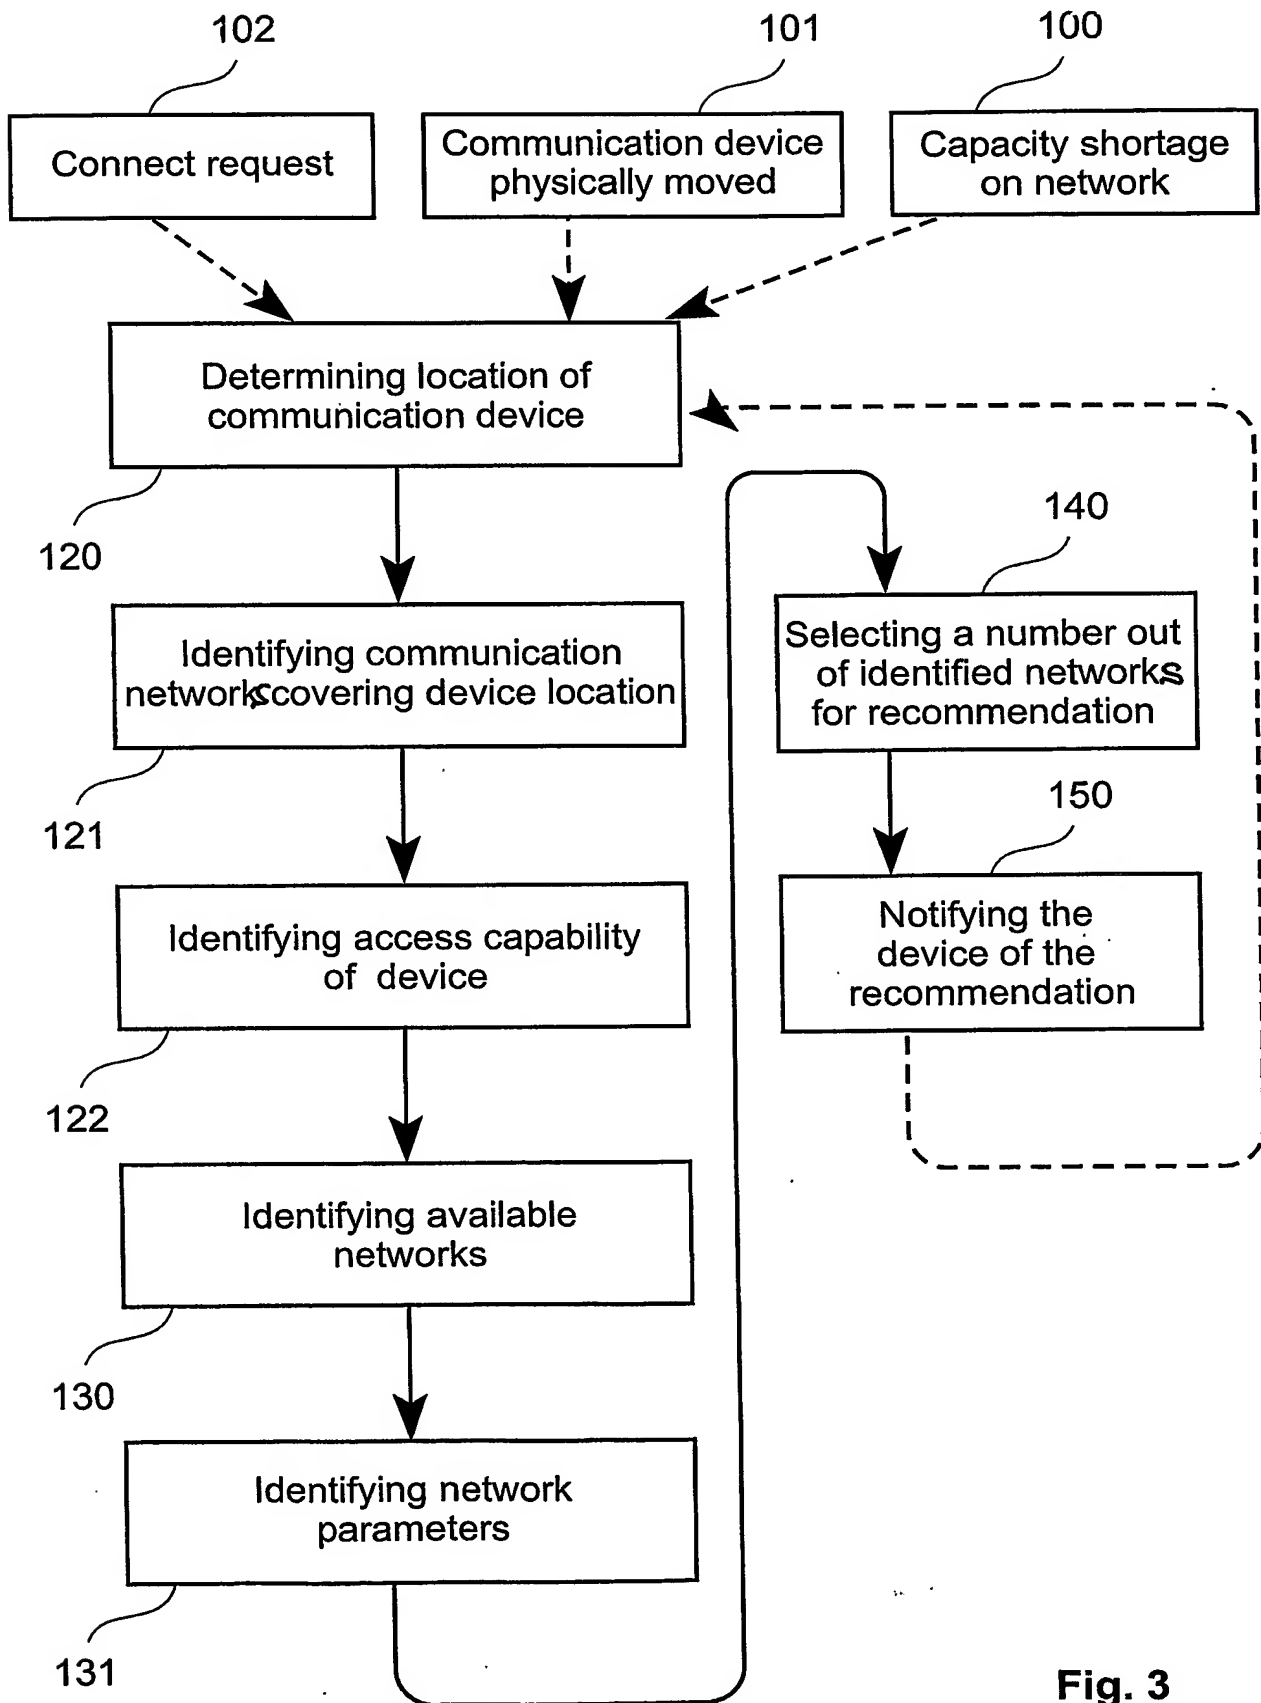 102
101
100
Connect request
Communication device
physically moved
Capacity shortage
on network
Determining location of
communication device
120
Identifying communication
networks covering device location
121
Identifying access capability
of device
122
Identifying available
networks
130
Identifying network
parameters
131
140
Selecting a number out
of identified networks
for recommendation
150
Notifying the
device of the
recommendation
Fig. 3